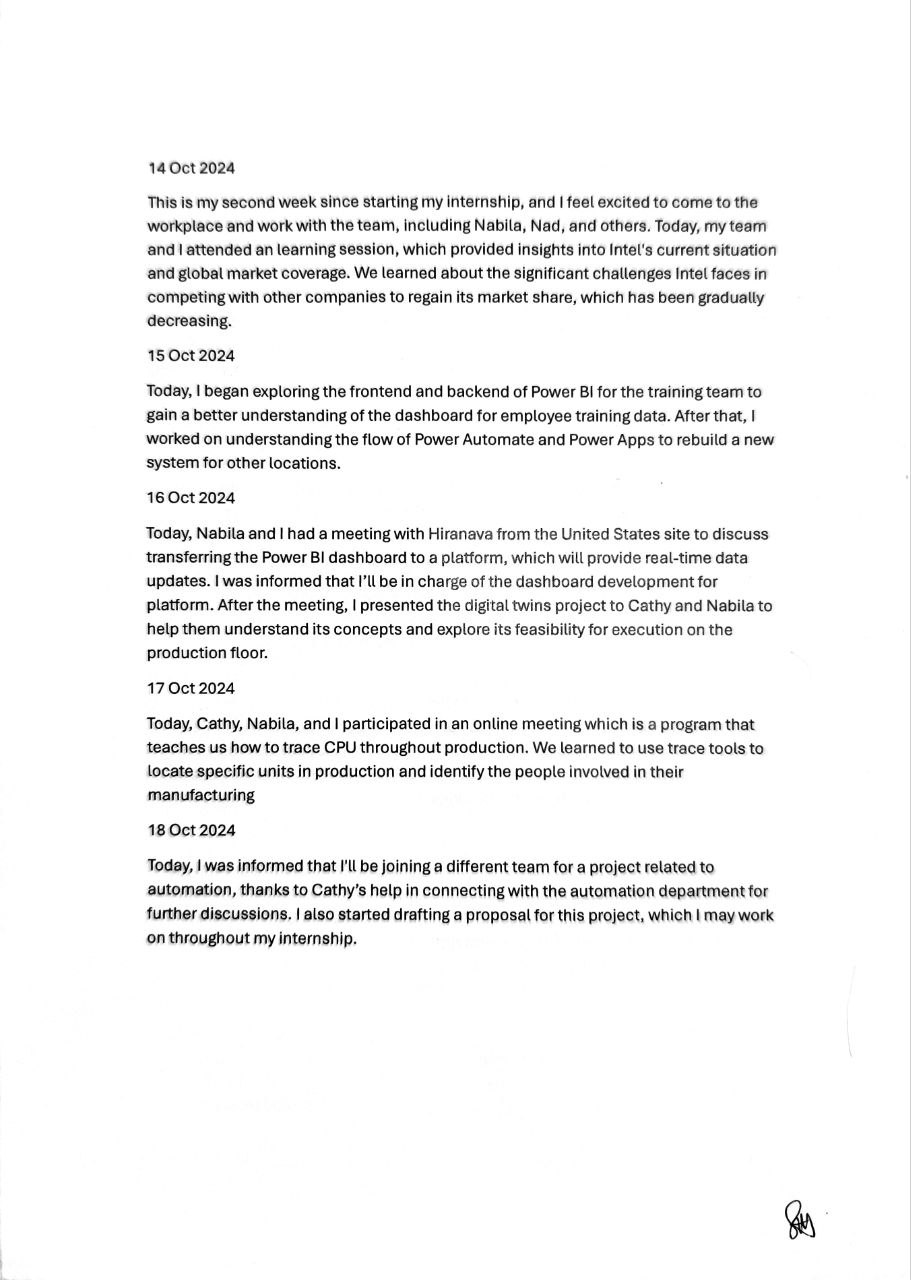 14 Oct 2024
This is my second week since starting my internship, and I feel excited to come to the
workplace and work with the team, including Nabila, Nad, and others. Today, my team
and I attended an learning session, which provided insights into Intel's current situation
and global market coverage. We learned about the significant challenges Intel faces in
competing with other companies to regain its market share, which has been gradually
decreasing.
15 Oct 2024
Today, I began exploring the frontend and backend of Power BI for the training team to
gain a better understanding of the dashboard for employee training data. After that, I
worked on understanding the flow of Power Automate and Power Apps to rebuild a new
system for other locations.
16 Oct 2024
Today, Nabila and I had a meeting with Hiranava from the United States site to discuss
transferring the Power BI dashboard to a platform, which will provide real-time data
updates. I was informed that I’ll be in charge of the dashboard development for
platform. After the meeting, I presented the digital twins project to Cathy and Nabila to
help them understand its concepts and explore its feasibility for execution on the
production floor.
17 Oct 2024
Today, Cathy, Nabila, and I participated in an online meeting which is a program that
teaches us how to trace CPU throughout production. We learned to use trace tools to
locate specific units in production and identify the people involved in their
manufacturing
18 Oct 2024
Today, I was informed that I’ll be joining a different team for a project related to
automation, thanks to Cathy’s help in connecting with the automation department for
further discussions. I also started drafting a proposal for this project, which I may work
on throughout my internship.